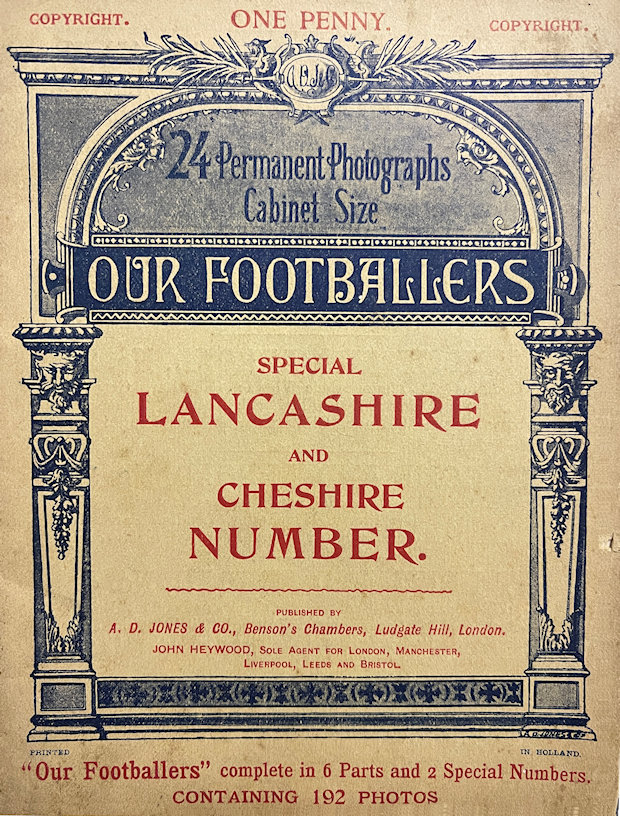 COPYRIGHT. ONE PENNY. COPYRIGHT.
A.D.J&C
24 Permanent Photographs
Cabinet Size
OUR FOOTBALLERS
SPECIAL
LANCASHIRE
AND
CHESHIRE
NUMBER.
PUBLISHED BY
A. D. JONES & CO., Benson's Chambers, Ludgate Hill, London.
JOHN HEYWOOD, SOLE AGENT FOR LONDON, MANCHESTER,
LIVERPOOL, LEEDS AND BRISTOL.
A. D. JONES & Co
PRINTED IN HOLLAND.
"Our Footballers" complete in 6 Parts and 2 Special Numbers.
CONTAINING 192 PHOTOS